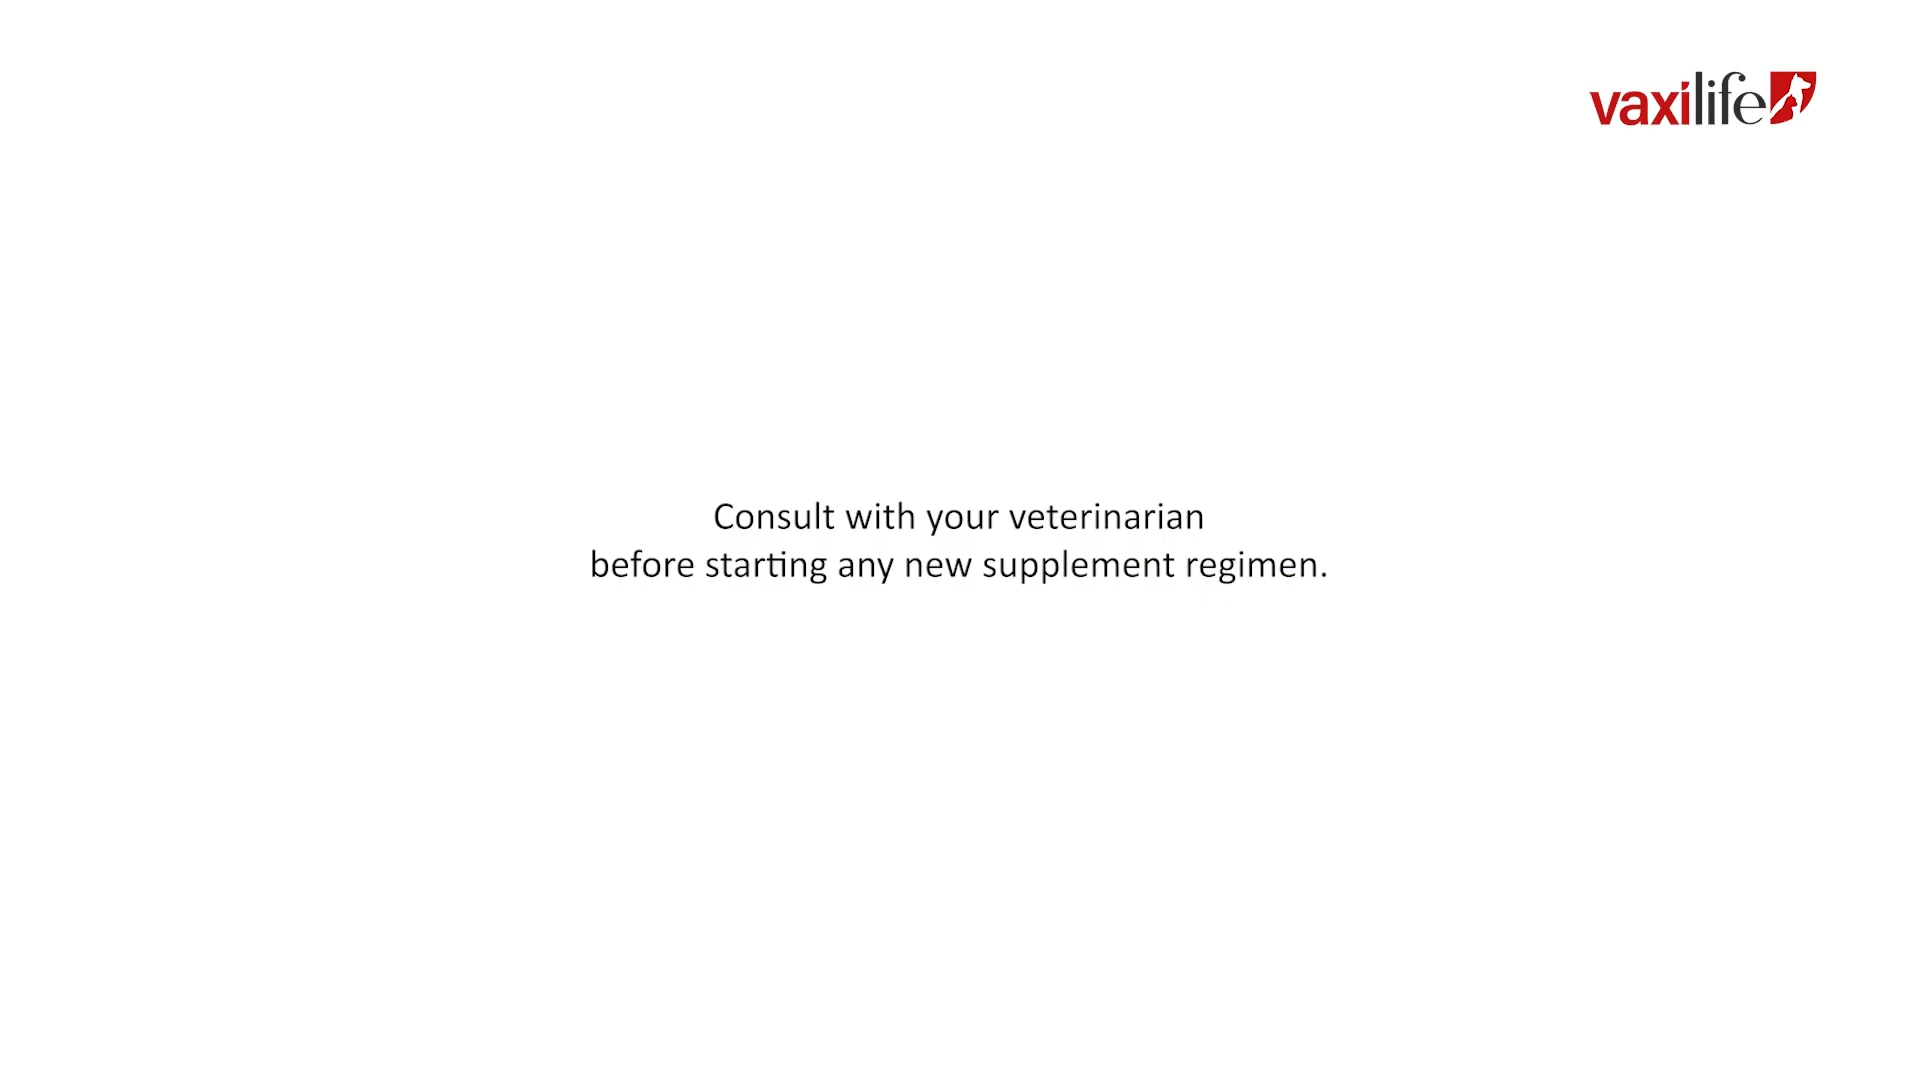 vaxilife
Consult with your veterinarian
before starting any new supplement regimen.